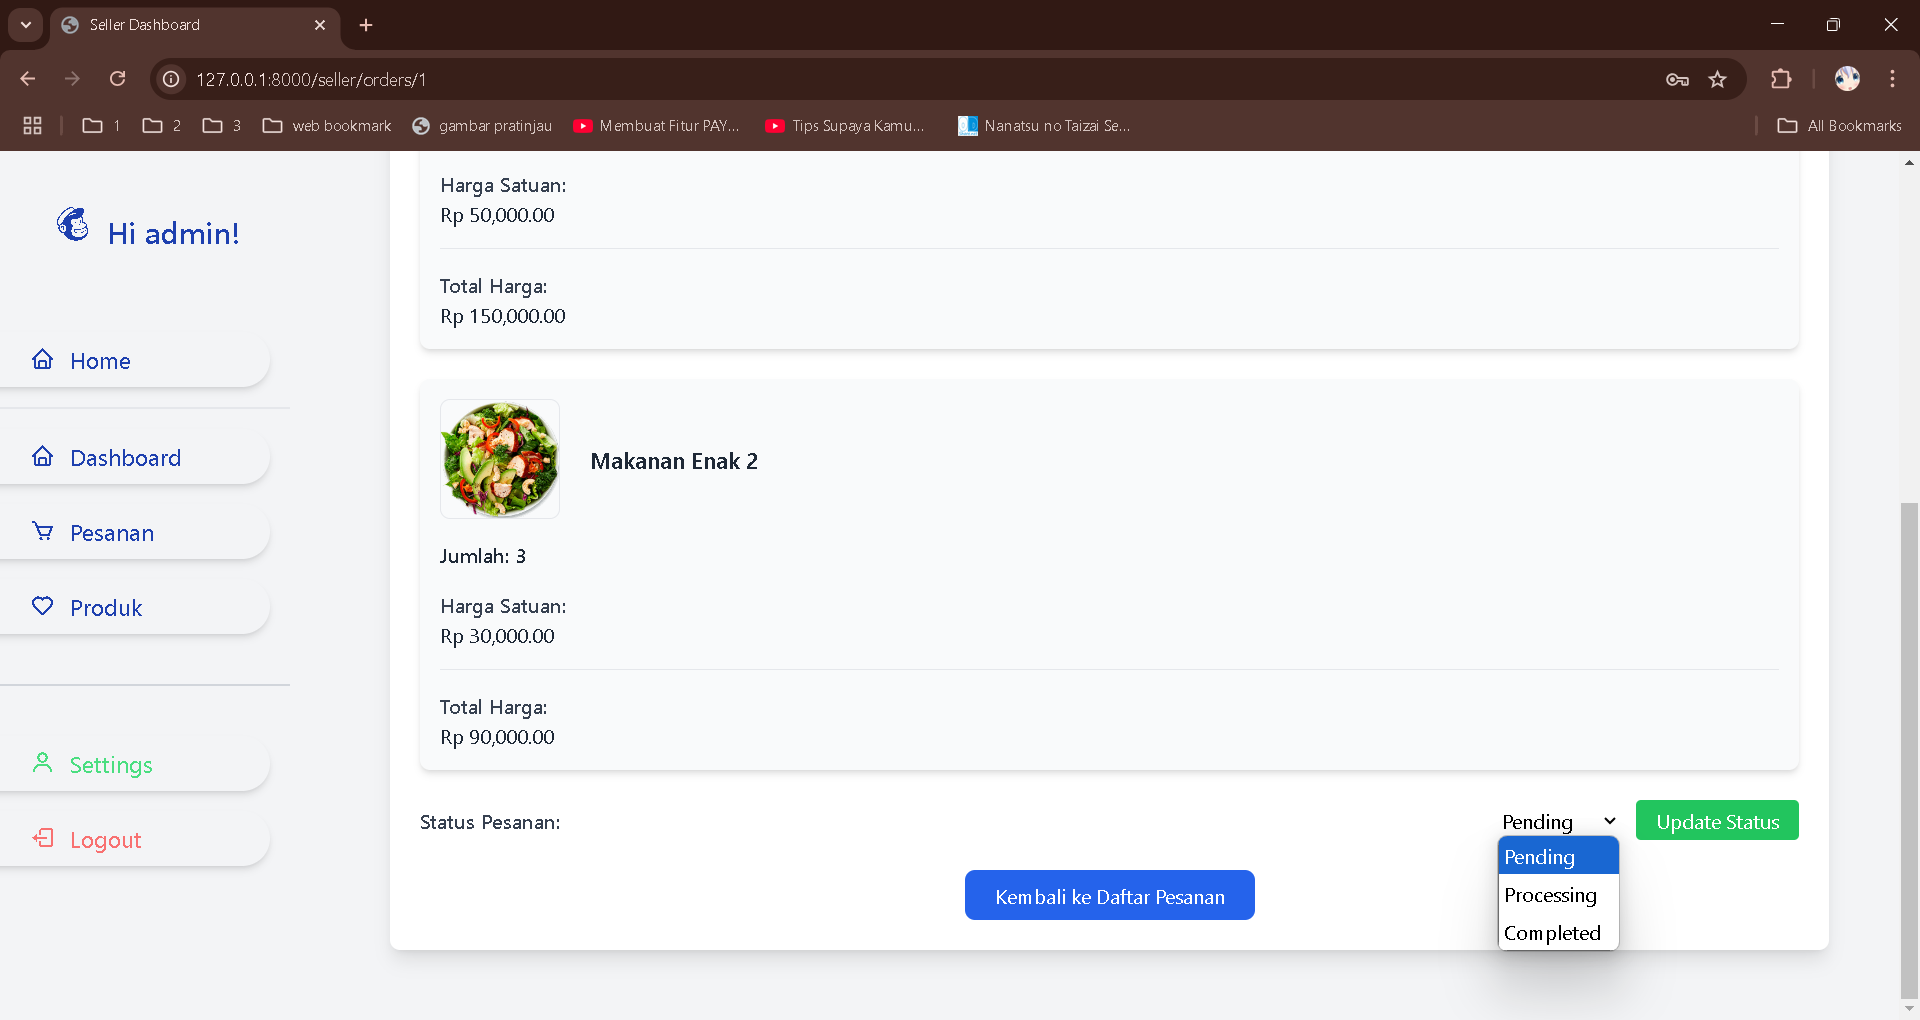 Seller Dashboard
127.0.0.1:8000/seller/orders/1
1
2
3
web bookmark
gambar pratinjau
Membuat Fitur PAY...
Tips Supaya Kamu...
Nanatsu no Taizai Se...
All Bookmarks
Hi admin!
Home
Dashboard
Pesanan
Produk
Settings
Logout
Harga Satuan:
Rp 50,000.00
Total Harga:
Rp 150,000.00
Makanan Enak 2
Jumlah: 3
Harga Satuan:
Rp 30,000.00
Total Harga:
Rp 90,000.00
Status Pesanan:
Pending
Update Status
Pending
Processing
Completed
Kembali ke Daftar Pesanan